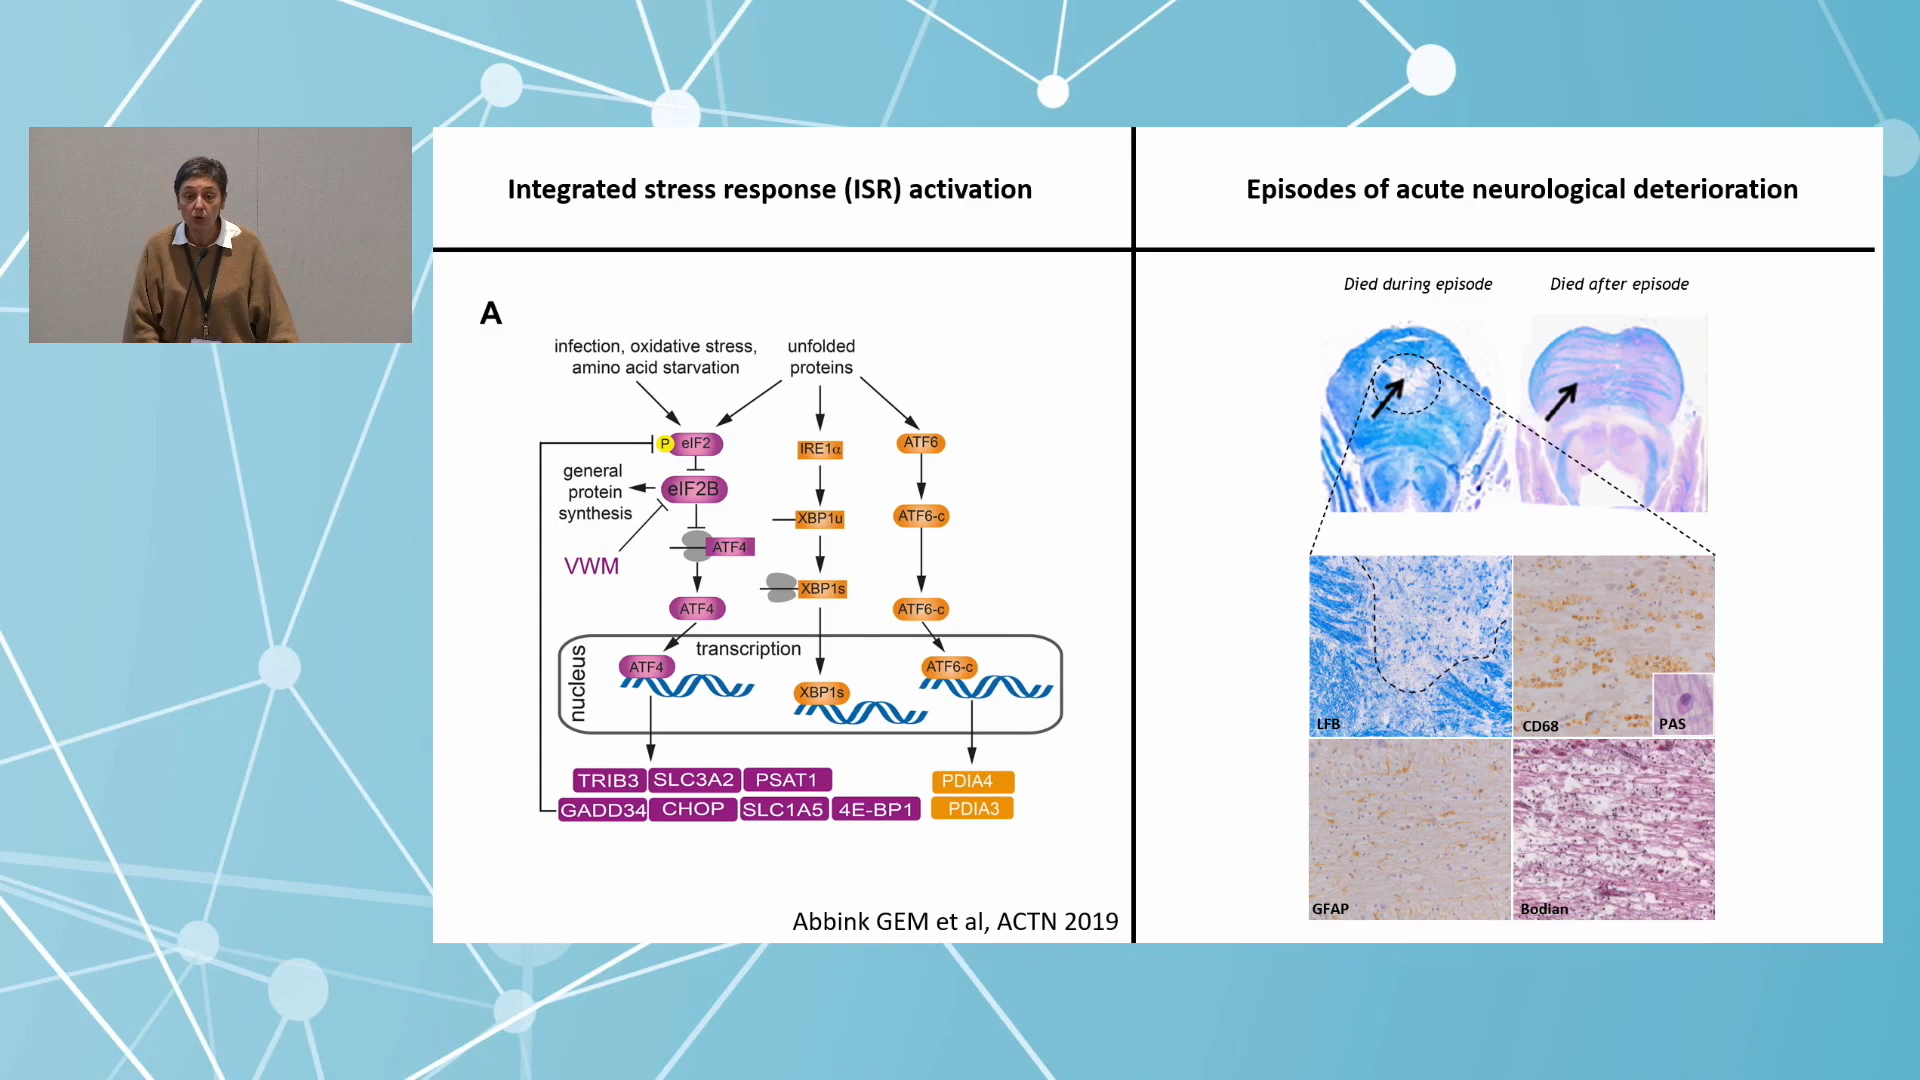 Integrated stress response (ISR) activation
Episodes of acute neurological deterioration
A
infection, oxidative stress,
amino acid starvation
unfolded
proteins
P
eIF2
IRE1α
ATF6
general
protein
synthesis
eIF2B
XBP1u
ATF6-c
VWM
ATF4
XBP1s
ATF4
ATF6-c
nucleus
transcription
ATF4
XBP1s
ATF6-c
TRIB3
SLC3A2
PSAT1
GADD34
CHOP
SLC1A5
4E-BP1
PDIA4
PDIA3
Abbink GEM et al, ACTN 2019
Died during episode
Died after episode
LFB
CD68
PAS
GFAP
Bodian